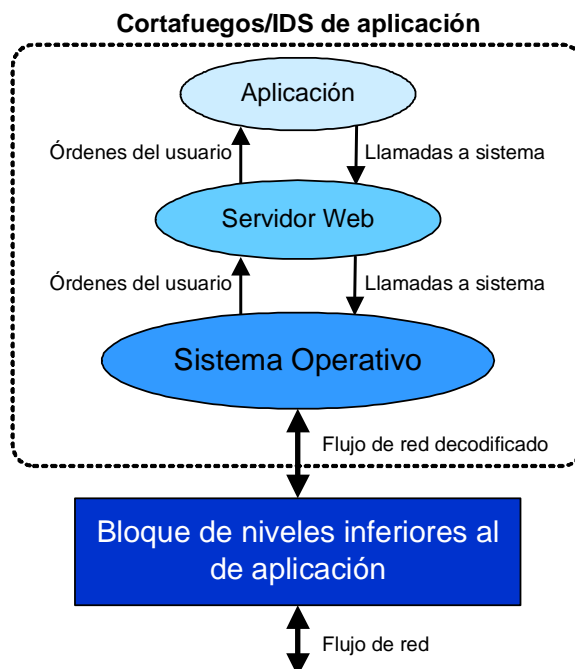 Cortafuegos/IDS de aplicación
Aplicación
Órdenes del usuario
Llamadas a sistema
Servidor Web
Órdenes del usuario
Llamadas a sistema
Sistema Operativo
Flujo de red decodificado
Bloque de niveles inferiores al
de aplicación
Flujo de red